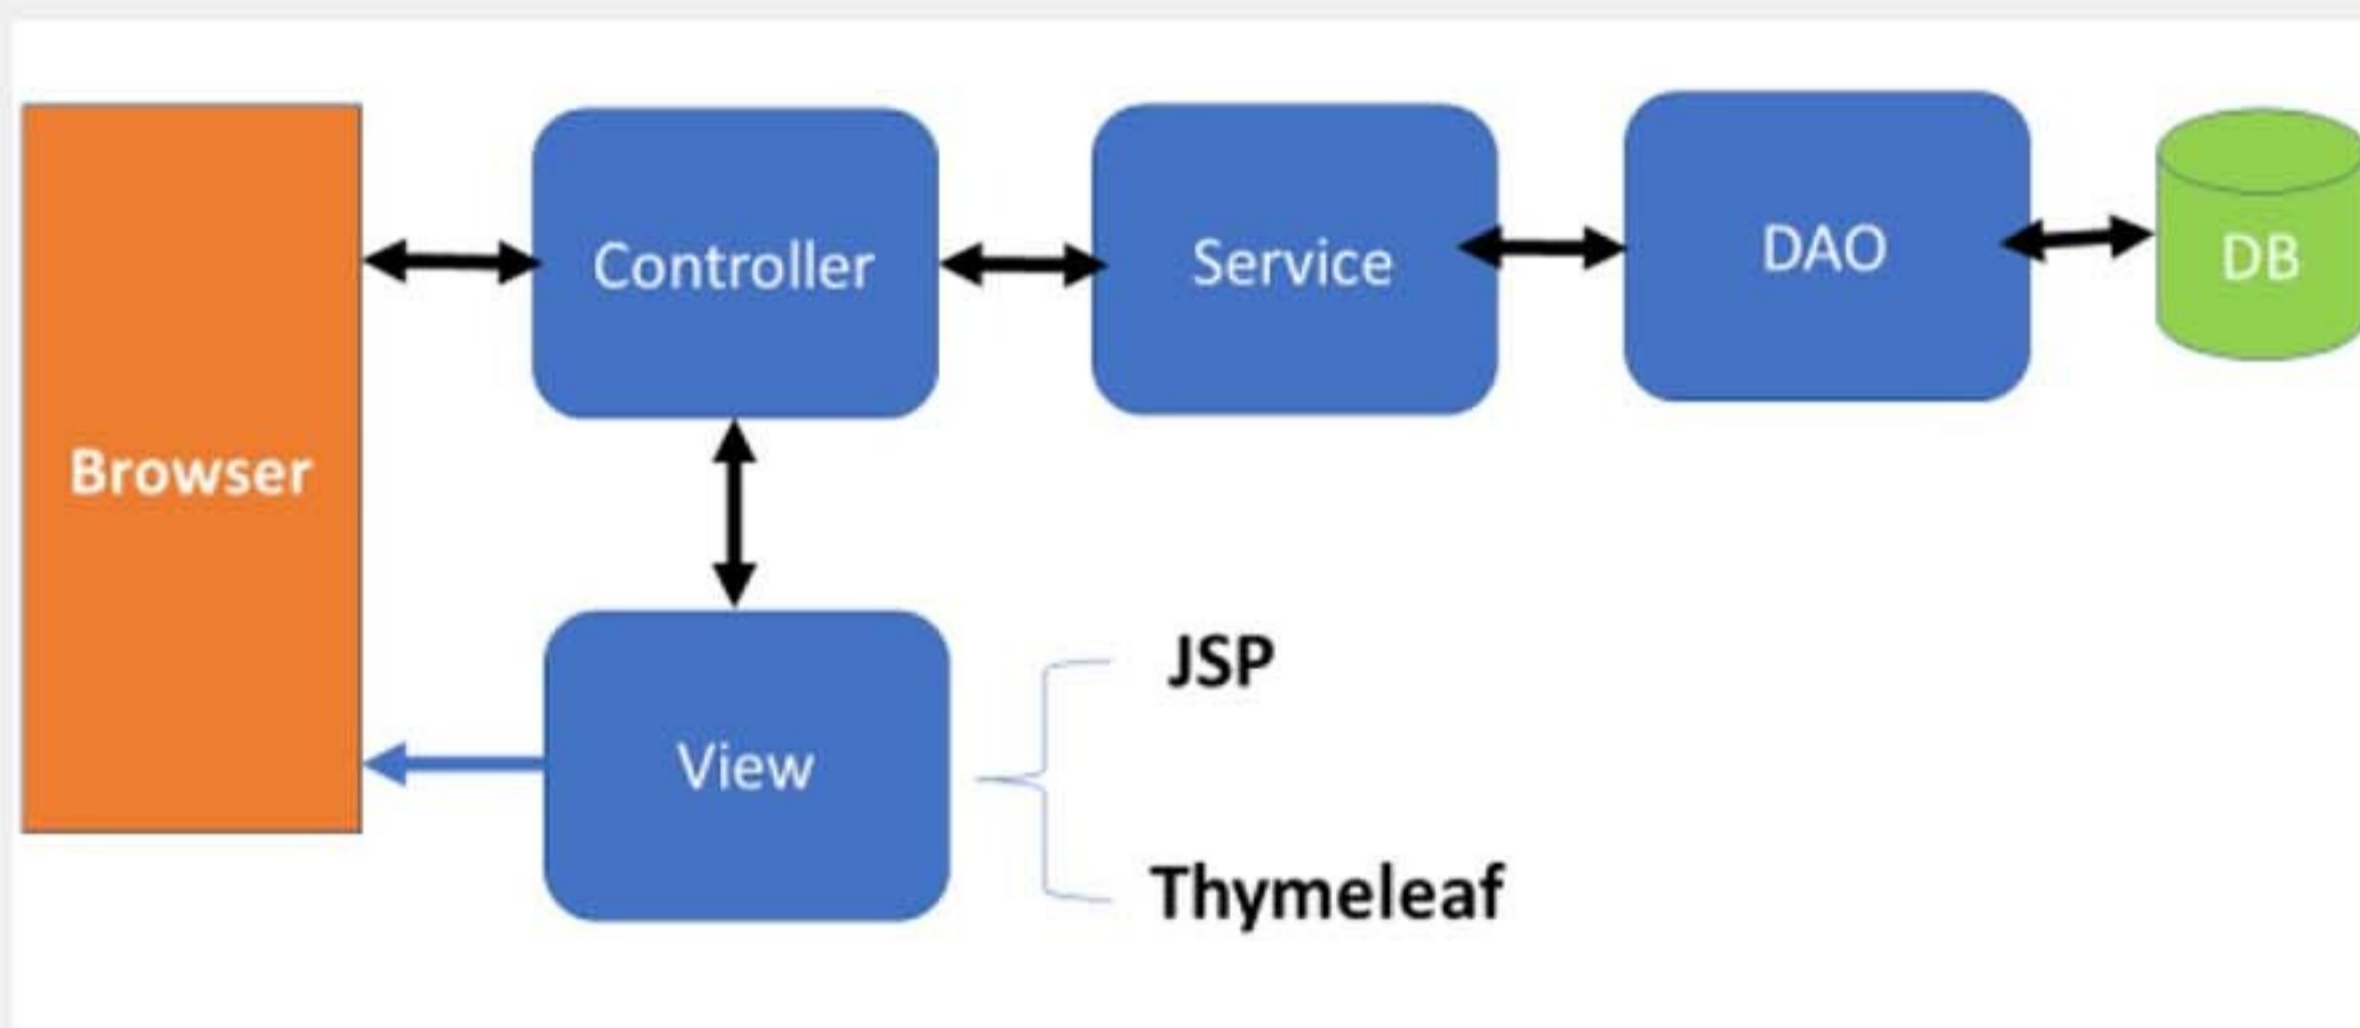 Controller
Service
DAO
DB
Browser
JSP
View
Thymeleaf